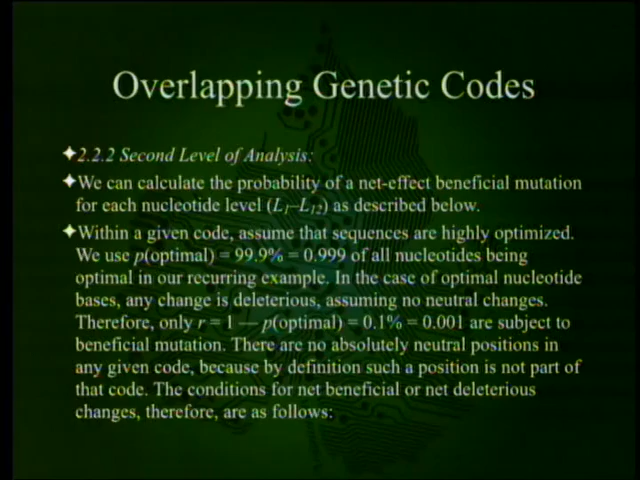 Overlapping Genetic Codes
2.2.2 Second Level of Analysis:
We can calculate the probability of a net-effect beneficial mutation
for each nucleotide level (L1–L12) as described below.
Within a given code, assume that sequences are highly optimized.
We use p(optimal) = 99.9% = 0.999 of all nucleotides being
optimal in our recurring example. In the case of optimal nucleotide
bases, any change is deleterious, assuming no neutral changes.
Therefore, only r = 1 — p(optimal) = 0.1% = 0.001 are subject to
beneficial mutation. There are no absolutely neutral positions in
any given code, because by definition such a position is not part of
that code. The conditions for net beneficial or net deleterious
changes, therefore, are as follows: